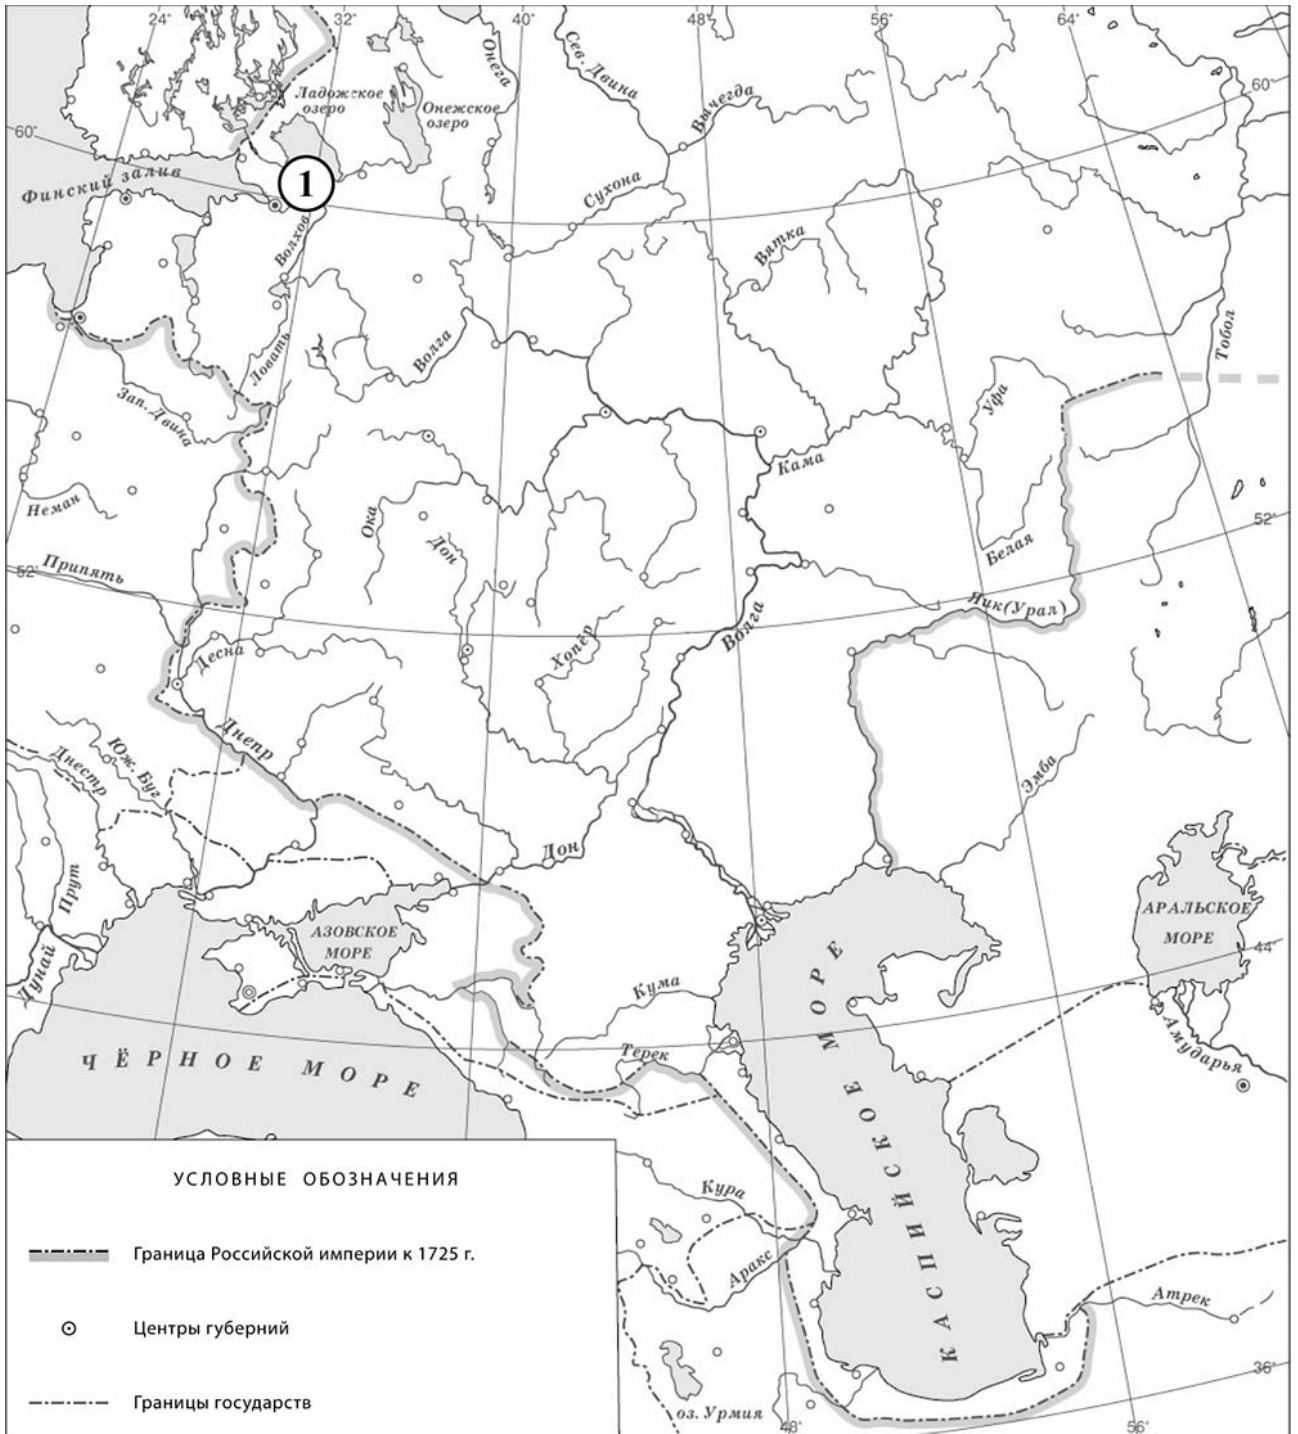 24°
32°
40°
48°
56°
64°
Онега
Сев. Двина
Вычегда
60°
Ладожское
озеро
Онежское
озеро
60°
Финский залив
1
Сухона
Волхов
Вятка
Тобол
Волга
Ловать
Зап. Двина
Уфа
Кама
Неман
Ока
Дон
Белая
52°
52°
Припять
Яик (Урал)
Волга
Хопёр
Десна
Днепр
Днестр
Юж. Буг
Эмба
Дон
Прут
АЗОВСКОЕ
МОРЕ
АРАЛЬСКОЕ
МОРЕ
44°
Дунай
Кума
Амударья
ЧЁРНОЕ МОРЕ
Терек
КАСПИЙСКОЕ МОРЕ
Кура
Аракс
Атрек
36°
оз. Урмия
48°
56°
УСЛОВНЫЕ ОБОЗНАЧЕНИЯ
Граница Российской империи к 1725 г.
Центры губерний
Границы государств